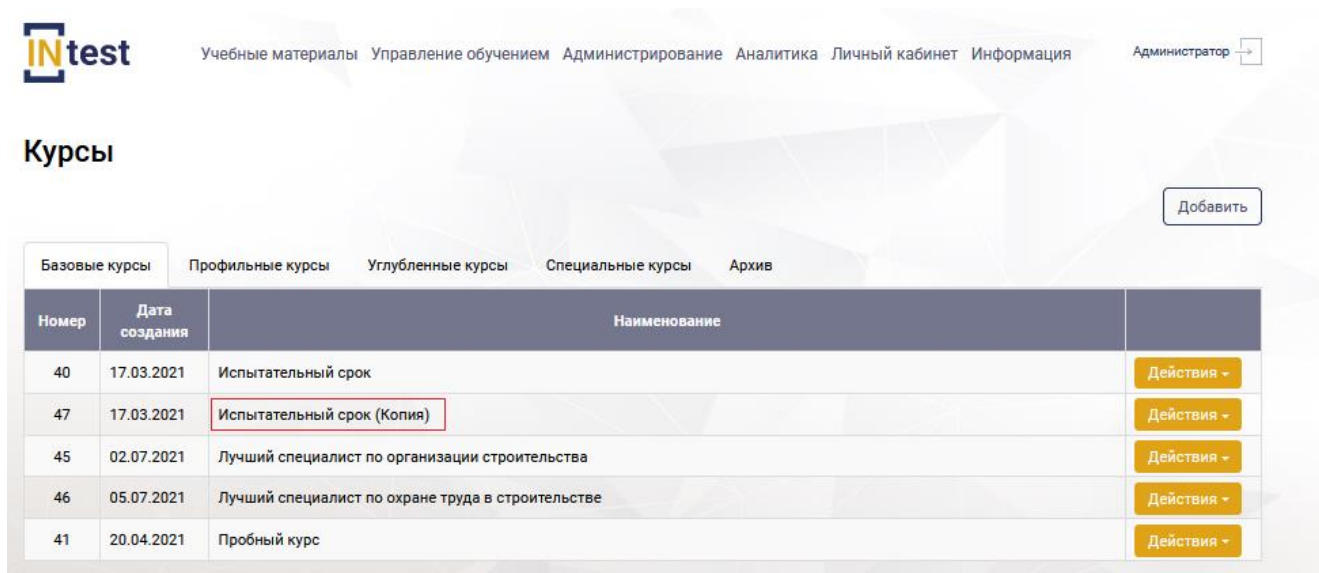 INtest
Учебные материалы Управление обучением Администрирование Аналитика Личный кабинет Информация Администратор
Курсы
Добавить
Базовые курсы Профильные курсы Углубленные курсы Специальные курсы Архив
Номер Дата создания Наименование
40 17.03.2021 Испытательный срок Действия
47 17.03.2021 Испытательный срок (Копия) Действия
45 02.07.2021 Лучший специалист по организации строительства Действия
46 05.07.2021 Лучший специалист по охране труда в строительстве Действия
41 20.04.2021 Пробный курс Действия